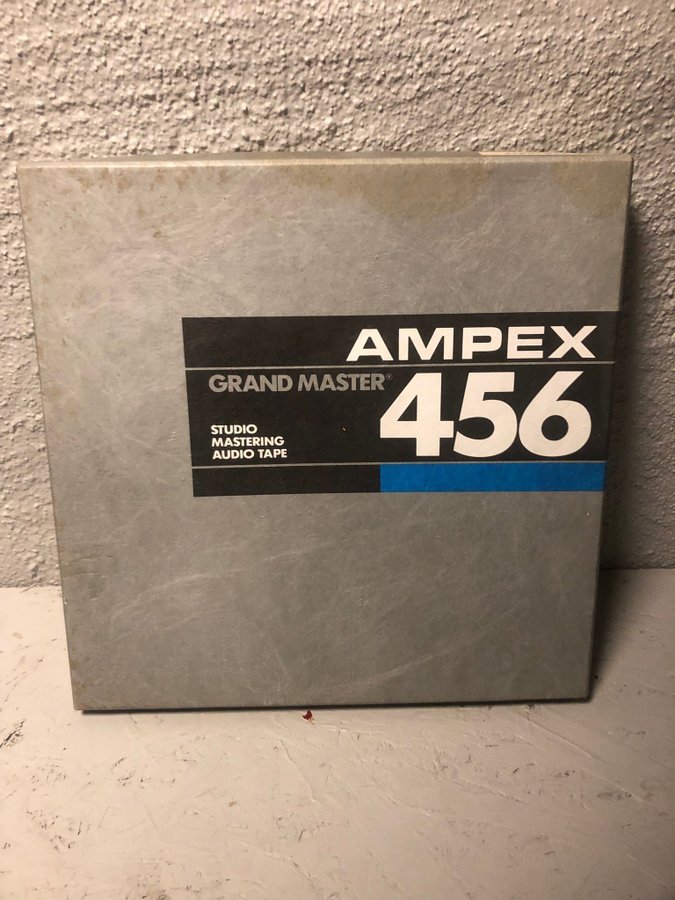 AMPEX
GRAND MASTER®
456
STUDIO
MASTERING
AUDIO TAPE